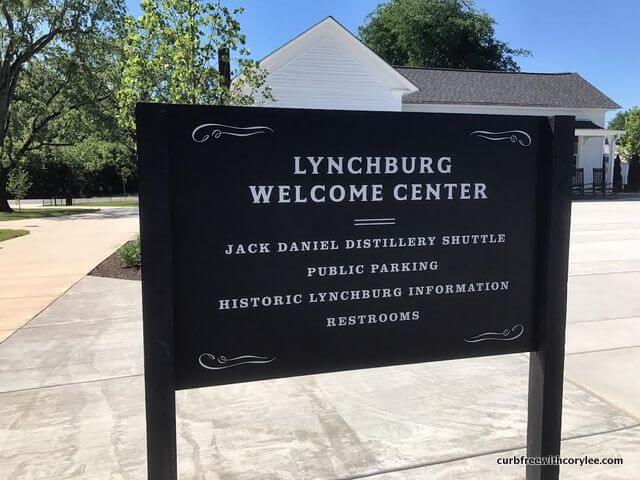 LYNCHBURG
WELCOME CENTER
JACK DANIEL DISTILLERY SHUTTLE
PUBLIC PARKING
HISTORIC LYNCHBURG INFORMATION
RESTROOMS
curbfreewithcorylee.com